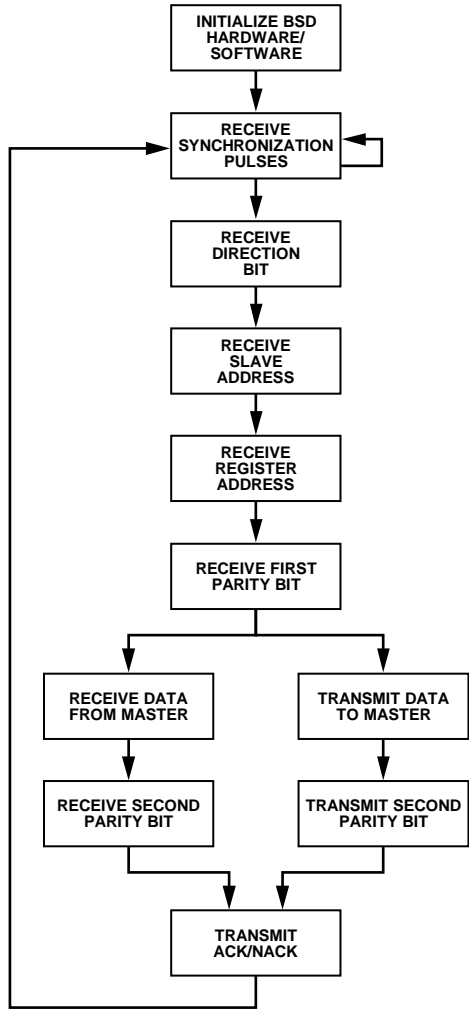 INITIALIZE BSD
HARDWARE/
SOFTWARE
RECEIVE
SYNCHRONIZATION
PULSES
RECEIVE
DIRECTION
BIT
RECEIVE
SLAVE
ADDRESS
RECEIVE
REGISTER
ADDRESS
RECEIVE FIRST
PARITY BIT
RECEIVE DATA
FROM MASTER
TRANSMIT DATA
TO MASTER
RECEIVE SECOND
PARITY BIT
TRANSMIT SECOND
PARITY BIT
TRANSMIT
ACK/NACK